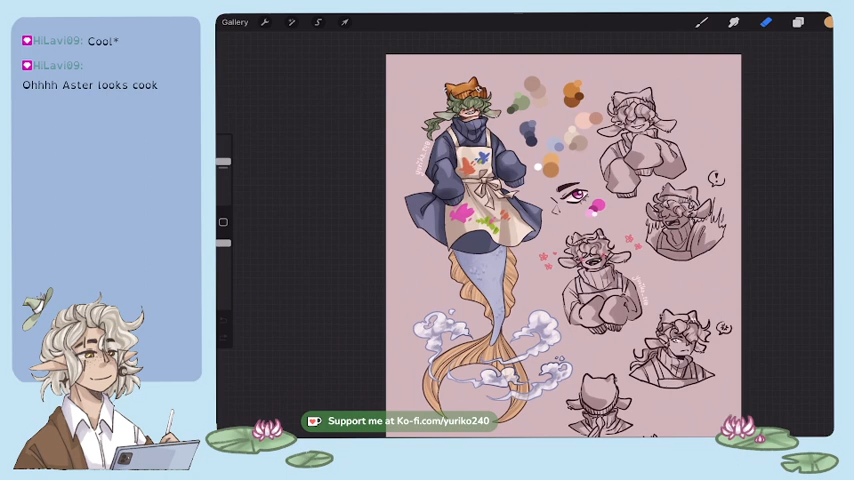 HiLavi09: Cool*
HiLavi09:
Ohhhh Aster looks cook
Gallery
Support me at Ko-fi.com/yuriko240